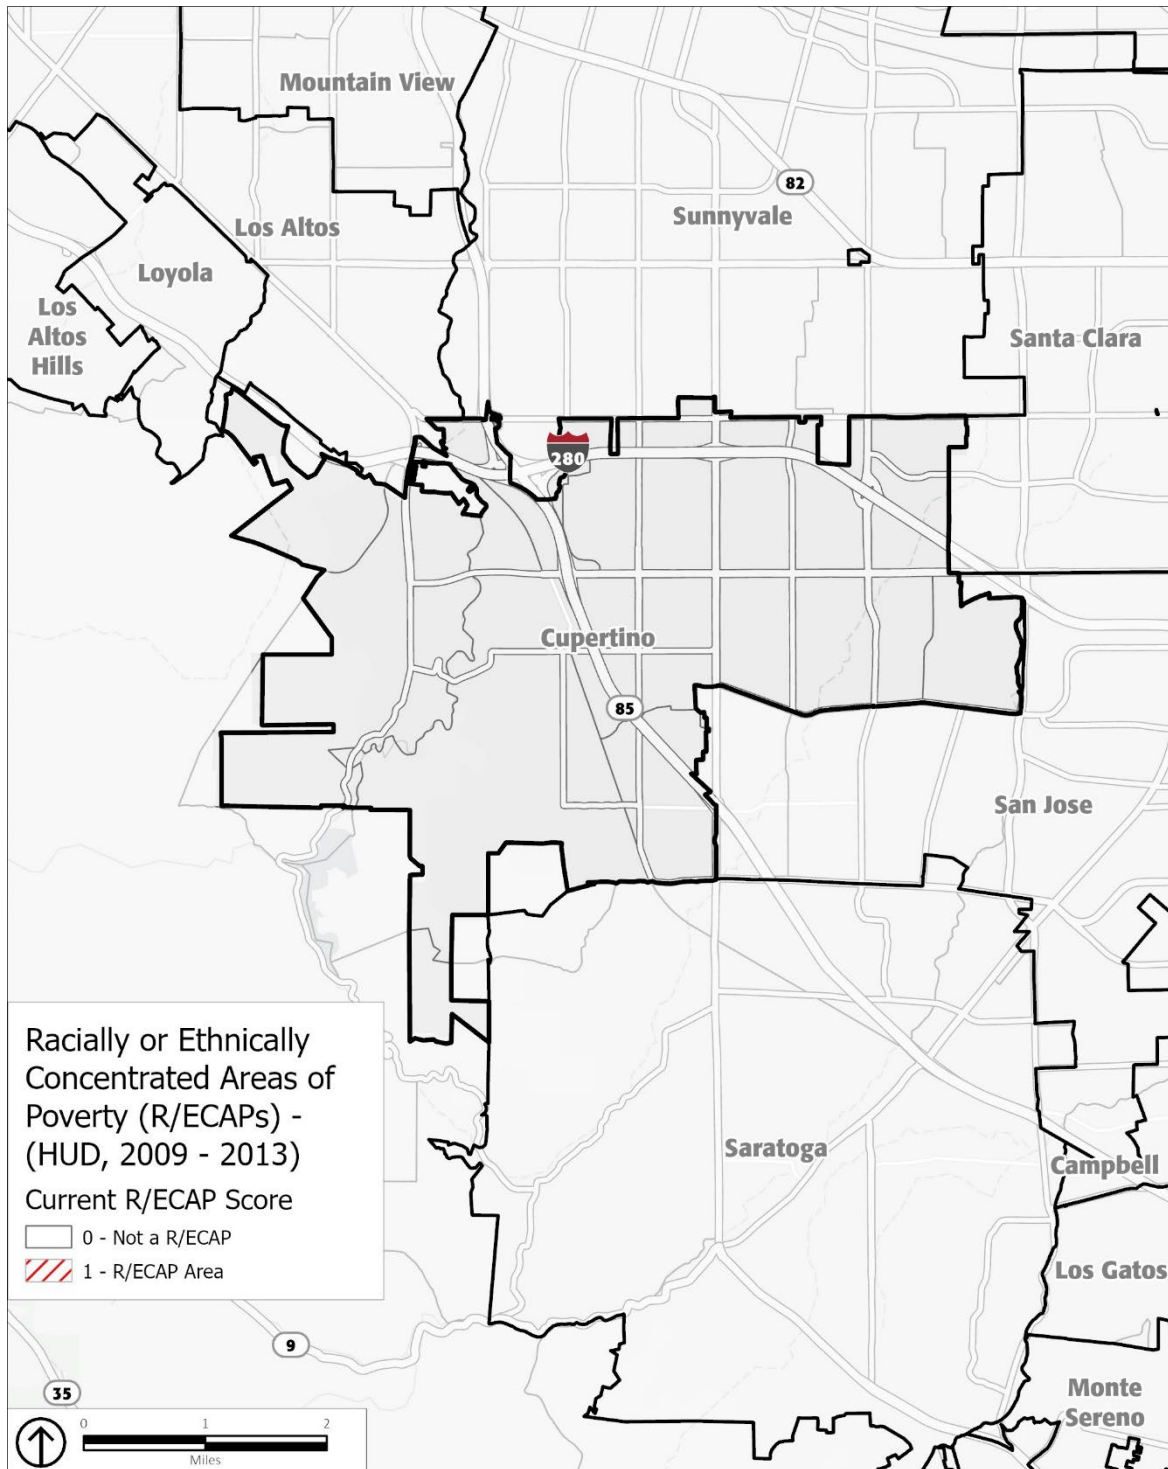 Mountain View
82
Sunnyvale
Los Altos
Loyola
Los
Altos
Hills
Santa Clara
280
Cupertino
85
San Jose
Racially or Ethnically
Concentrated Areas of
Poverty (R/ECAPs) -
(HUD, 2009 - 2013)
Current R/ECAP Score
0 - Not a R/ECAP
1 - R/ECAP Area
Saratoga
Campbell
Los Gatos
9
35
Monte
Sereno
0 1 2
Miles